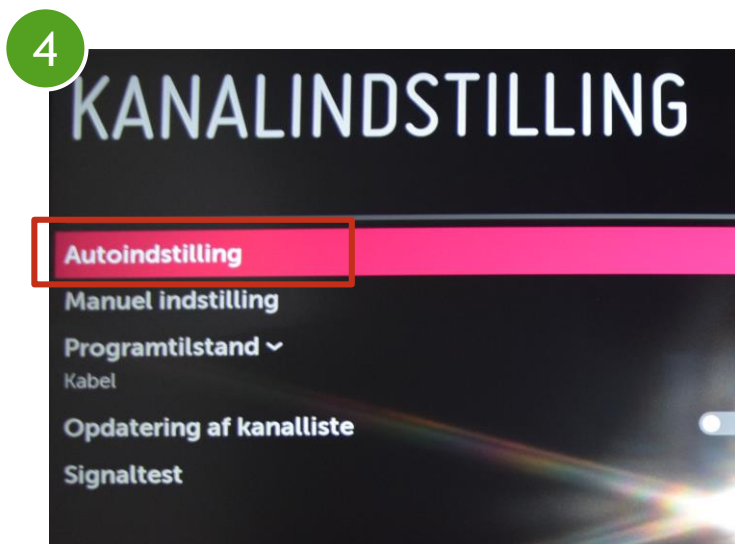 4
KANALINDSTILLING
Autoindstilling
Manuel indstilling
Programtilstand
Kabel
Opdatering af kanalliste
Signaltest